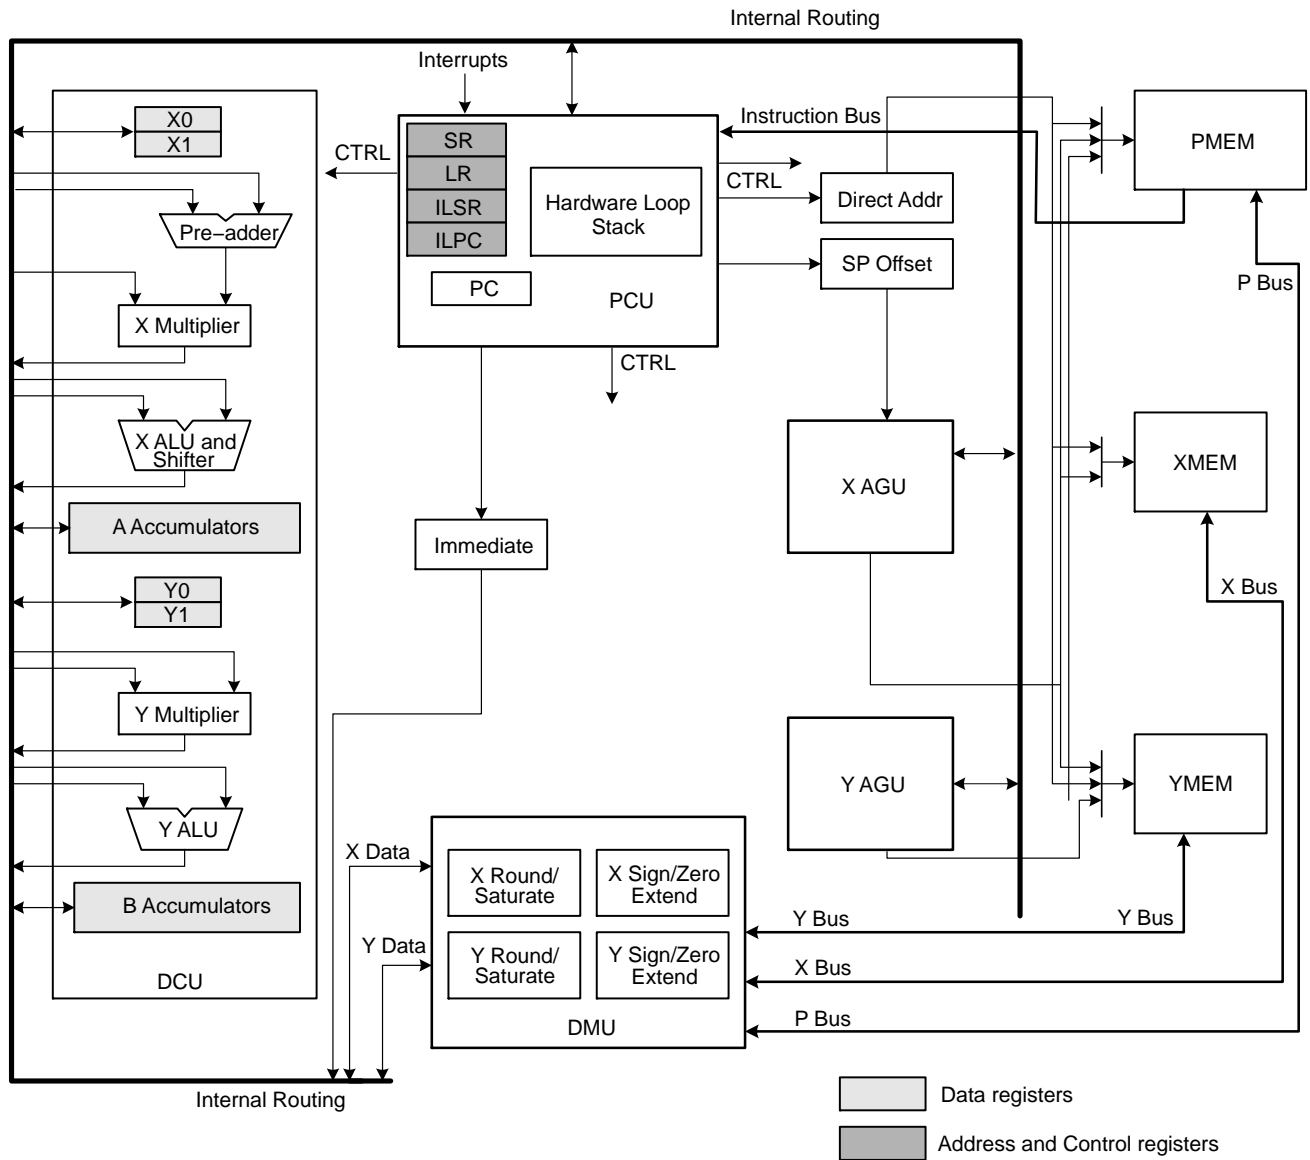 Internal Routing
Interrupts
X0
X1
Pre−adder
X Multiplier
X ALU and
Shifter
A Accumulators
Y0
Y1
Y Multiplier
Y ALU
B Accumulators
DCU
CTRL
SR
LR
ILSR
ILPC
Hardware Loop
Stack
PC
PCU
CTRL
Immediate
Instruction Bus
CTRL
Direct Addr
SP Offset
X AGU
Y AGU
PMEM
P Bus
XMEM
X Bus
YMEM
Y Bus
X Data
Y Data
X Round/
Saturate
X Sign/Zero
Extend
Y Round/
Saturate
Y Sign/Zero
Extend
DMU
Y Bus
X Bus
P Bus
Internal Routing
Data registers
Address and Control registers